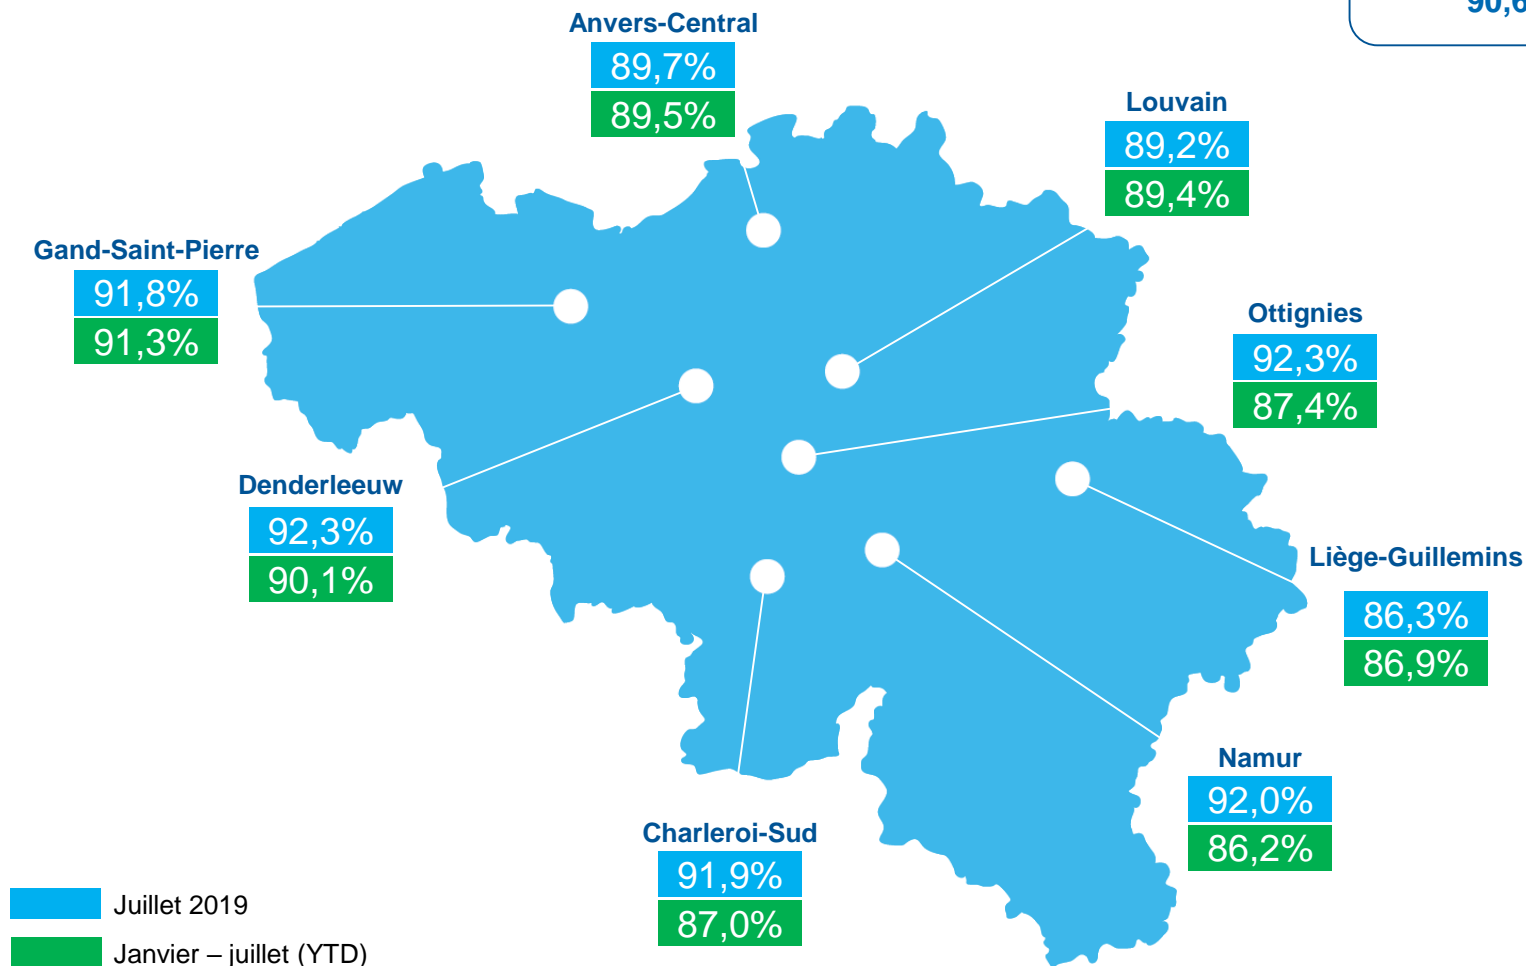 90,6
Anvers-Central
89,7%
89,5%
Louvain
89,2%
89,4%
Gand-Saint-Pierre
91,8%
91,3%
Ottignies
92,3%
87,4%
Denderleeuw
92,3%
90,1%
Liège-Guillemins
86,3%
86,9%
Namur
92,0%
86,2%
Charleroi-Sud
91,9%
87,0%
Juillet 2019
Janvier – juillet (YTD)